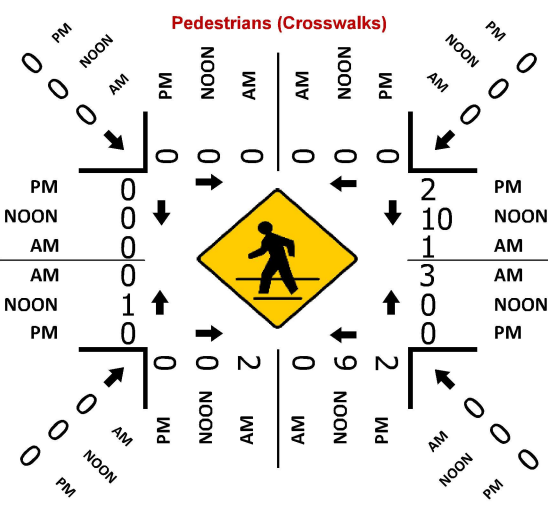 Pedestrians (Crosswalks)
0 PM
0 NOON
0 AM
PM NOON AM AM NOON PM
PM 0
NOON 0
AM 0
0 0 0 0 0 0
PM 0 2 PM
NOON 0 10 NOON
AM 0 1 AM
AM 0 3 AM
NOON 1 0 NOON
PM 0 0 PM
0 0 2 0 9 2
PM NOON AM AM NOON PM
0 AM
0 NOON
0 PM
AM 0
NOON 0
PM 0